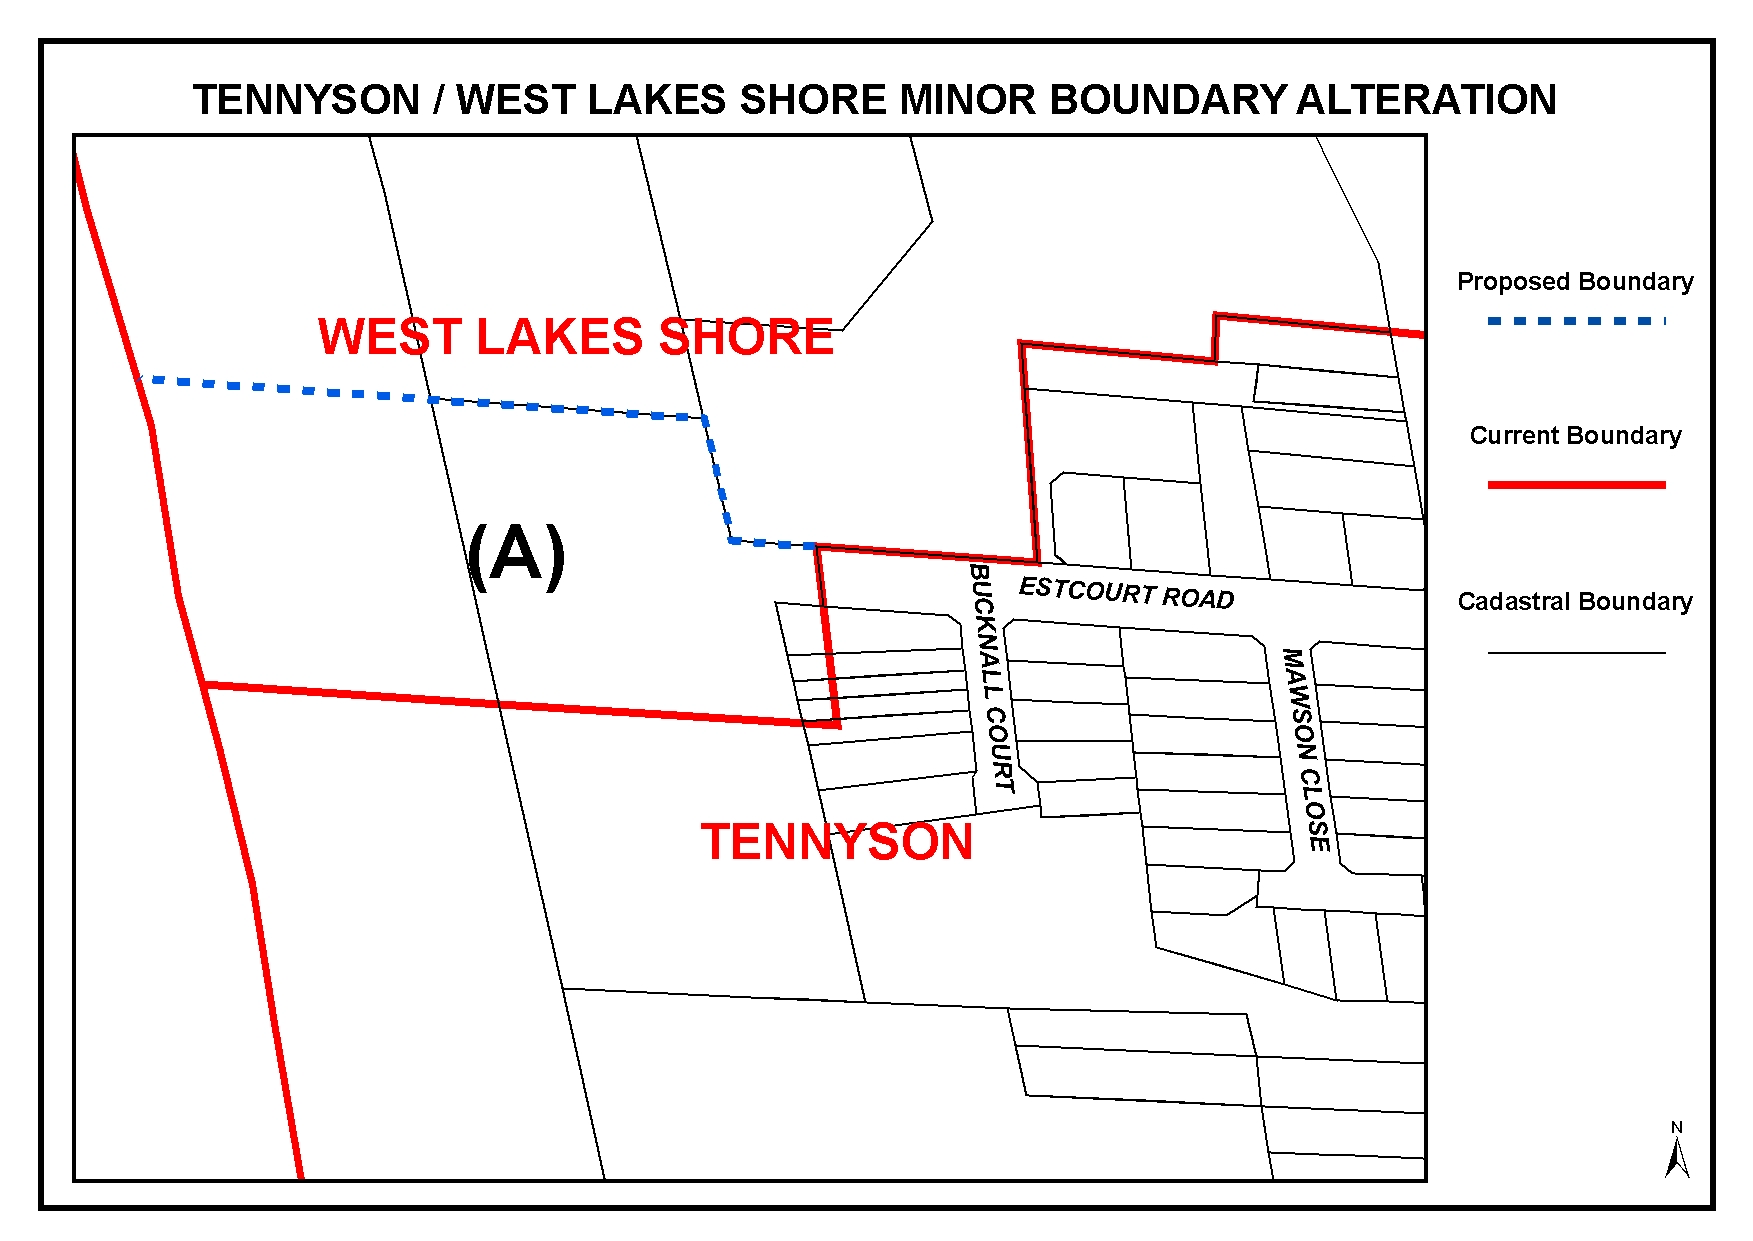 TENNYSON / WEST LAKES SHORE MINOR BOUNDARY ALTERATION
Proposed Boundary
WEST LAKES SHORE
Current Boundary
(A)
ESTCOURT ROAD
BUCKNALL COURT
Cadastral Boundary
MAWSON CLOSE
TENNYSON
N